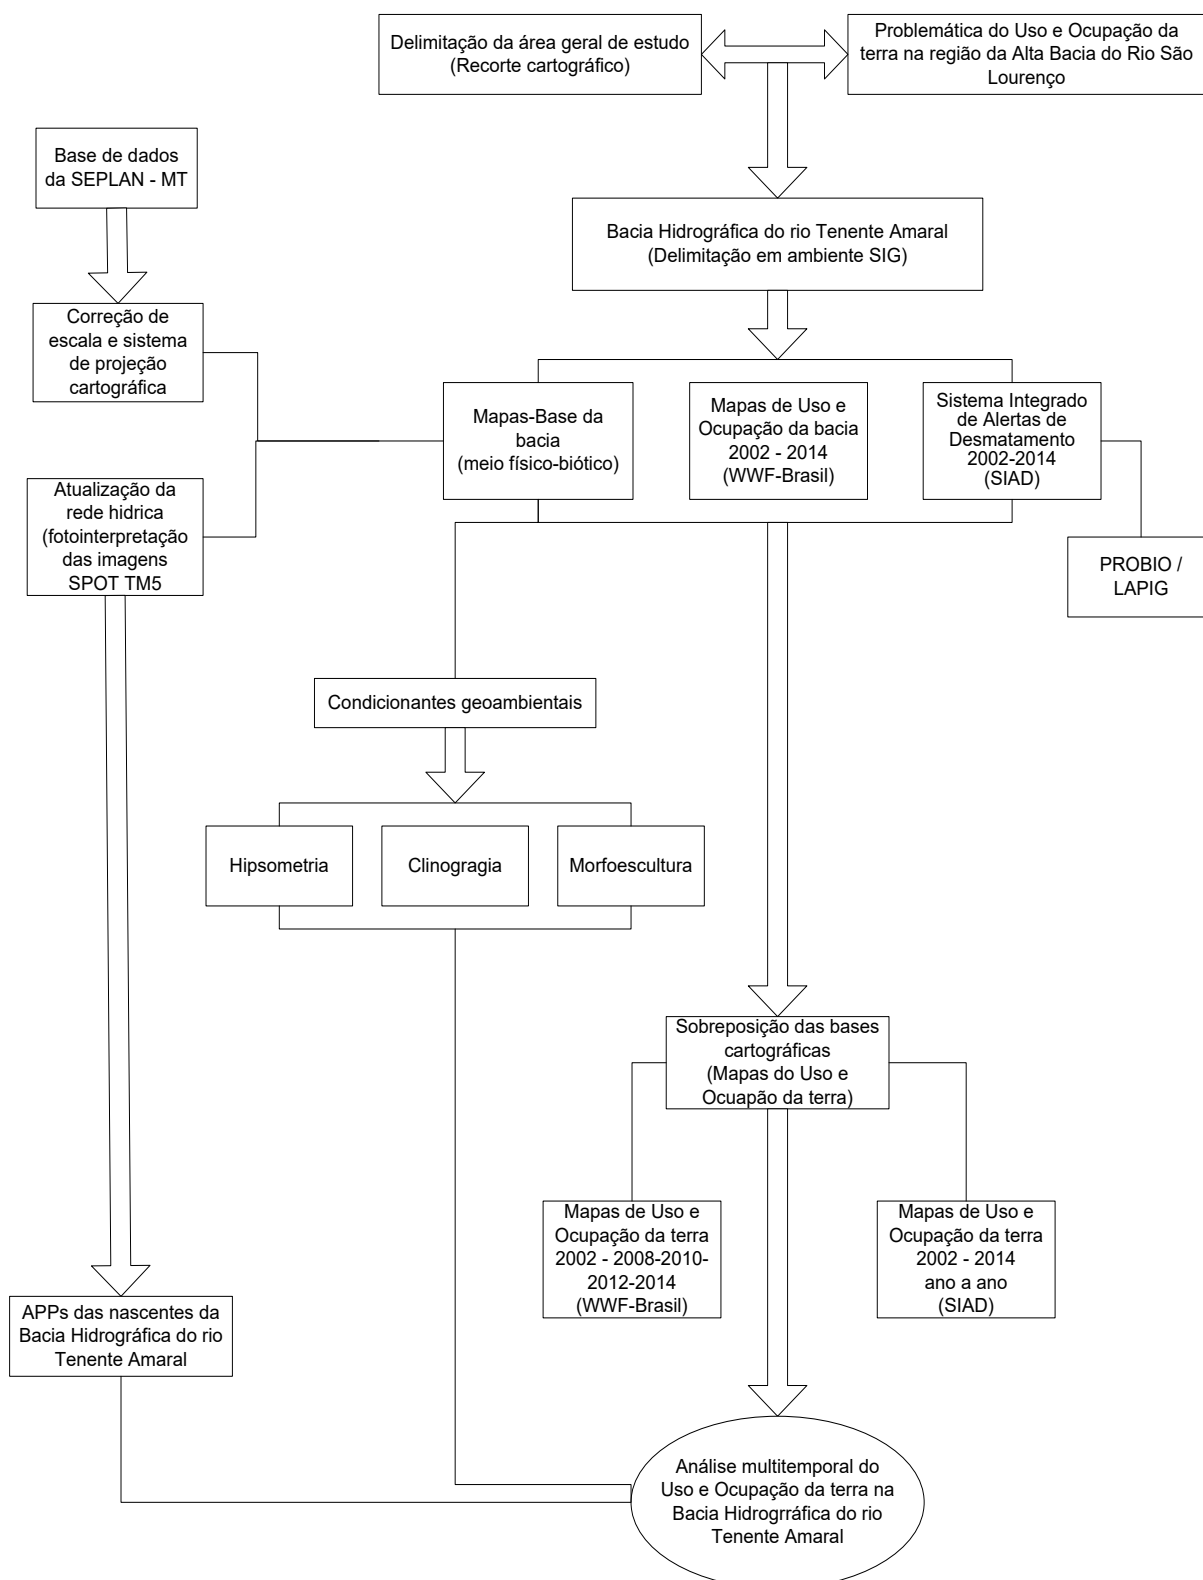 Delimitação da área geral de estudo
(Recorte cartográfico)
Problemática do Uso e Ocupação da
terra na região da Alta Bacia do Rio São
Lourenço
Base de dados
da SEPLAN - MT
Bacia Hidrográfica do rio Tenente Amaral
(Delimitação em ambiente SIG)
Correção de
escala e sistema
de projeção
cartográfica
Mapas-Base da
bacia
(meio físico-biótico)
Mapas de Uso e
Ocupação da bacia
2002 - 2014
(WWF-Brasil)
Sistema Integrado
de Alertas de
Desmatamento
2002-2014
(SIAD)
Atualização da
rede hidrica
(fotointerpretação
das imagens
SPOT TM5
PROBIO /
LAPIG
Condicionantes geoambientais
Hipsometria
Clinogragia
Morfoescultura
Sobreposição das bases
cartográficas
(Mapas do Uso e
Ocuapão da terra)
Mapas de Uso e
Ocupação da terra
2002 - 2008-2010-
2012-2014
(WWF-Brasil)
Mapas de Uso e
Ocupação da terra
2002 - 2014
ano a ano
(SIAD)
APPs das nascentes da
Bacia Hidrográfica do rio
Tenente Amaral
Análise multitemporal do
Uso e Ocupação da terra na
Bacia Hidrogrráfica do rio
Tenente Amaral